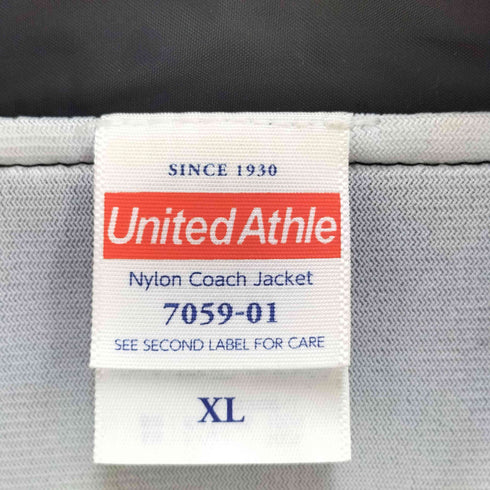 SINCE 1930
United Athle
Nylon Coach Jacket
7059-01
SEE SECOND LABEL FOR CARE
XL